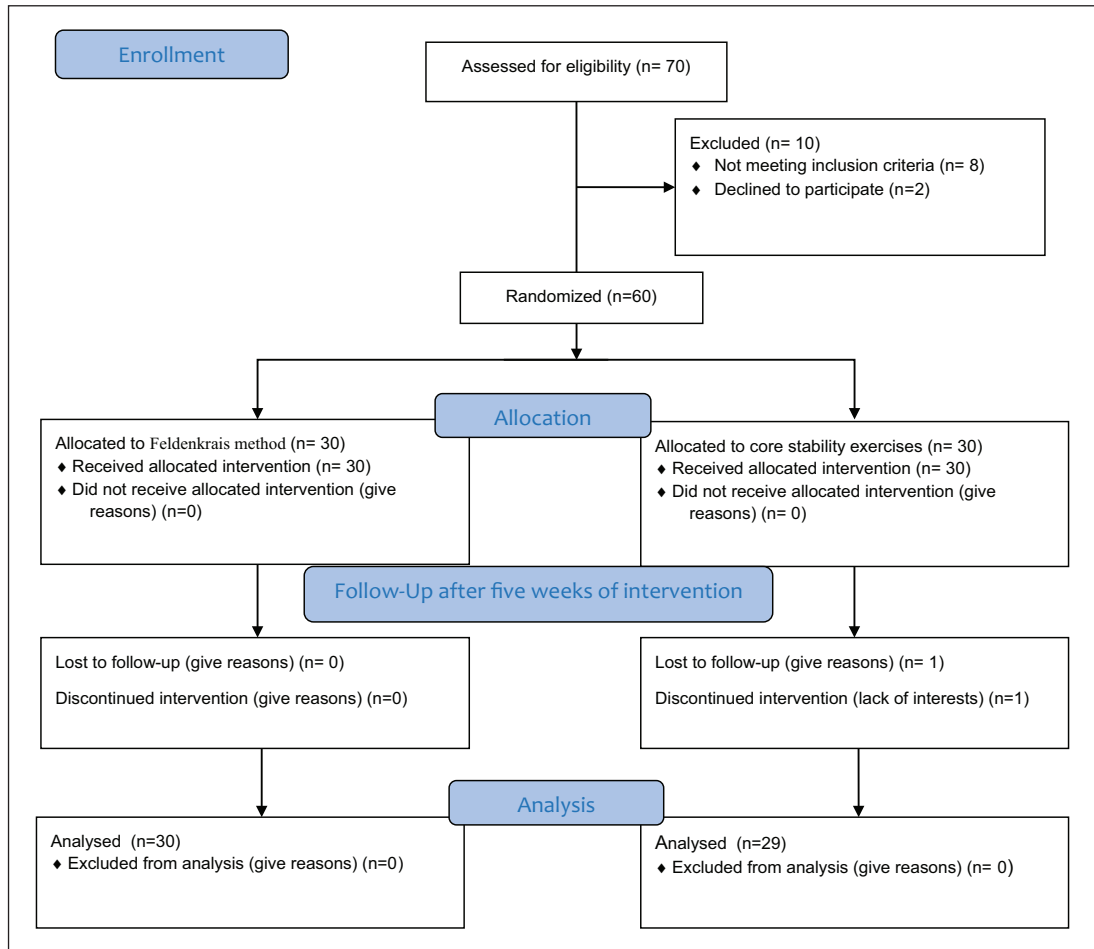 Enrollment
Assessed for eligibility (n= 70)
Excluded (n= 10)
♦ Not meeting inclusion criteria (n= 8)
♦ Declined to participate (n=2)
Randomized (n=60)
Allocation
Allocated to Feldenkrais method (n= 30)
♦ Received allocated intervention (n= 30)
♦ Did not receive allocated intervention (give
reasons) (n=0)
Allocated to core stability exercises (n= 30)
♦ Received allocated intervention (n= 30)
♦ Did not receive allocated intervention (give
reasons) (n= 0)
Follow-Up after five weeks of intervention
Lost to follow-up (give reasons) (n= 0)
Discontinued intervention (give reasons) (n=0)
Lost to follow-up (give reasons) (n= 1)
Discontinued intervention (lack of interests) (n=1)
Analysis
Analysed (n=30)
♦ Excluded from analysis (give reasons) (n=0)
Analysed (n=29)
♦ Excluded from analysis (give reasons) (n= 0)